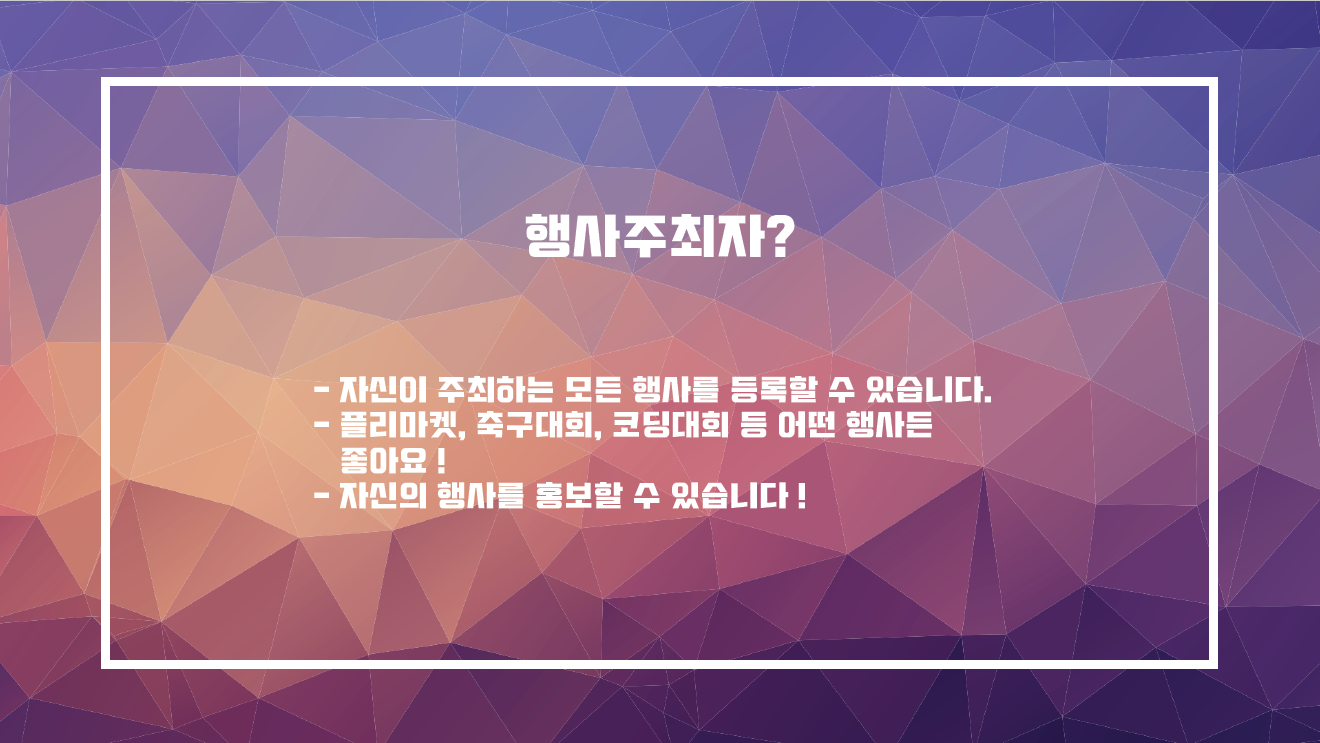 행사주최자?
- 자신이 주최하는 모든 행사를 등록할 수 있습니다.
- 플리마켓, 축구대회, 코딩대회 등 어떤 행사든
좋아요 !
- 자신의 행사를 홍보할 수 있습니다 !